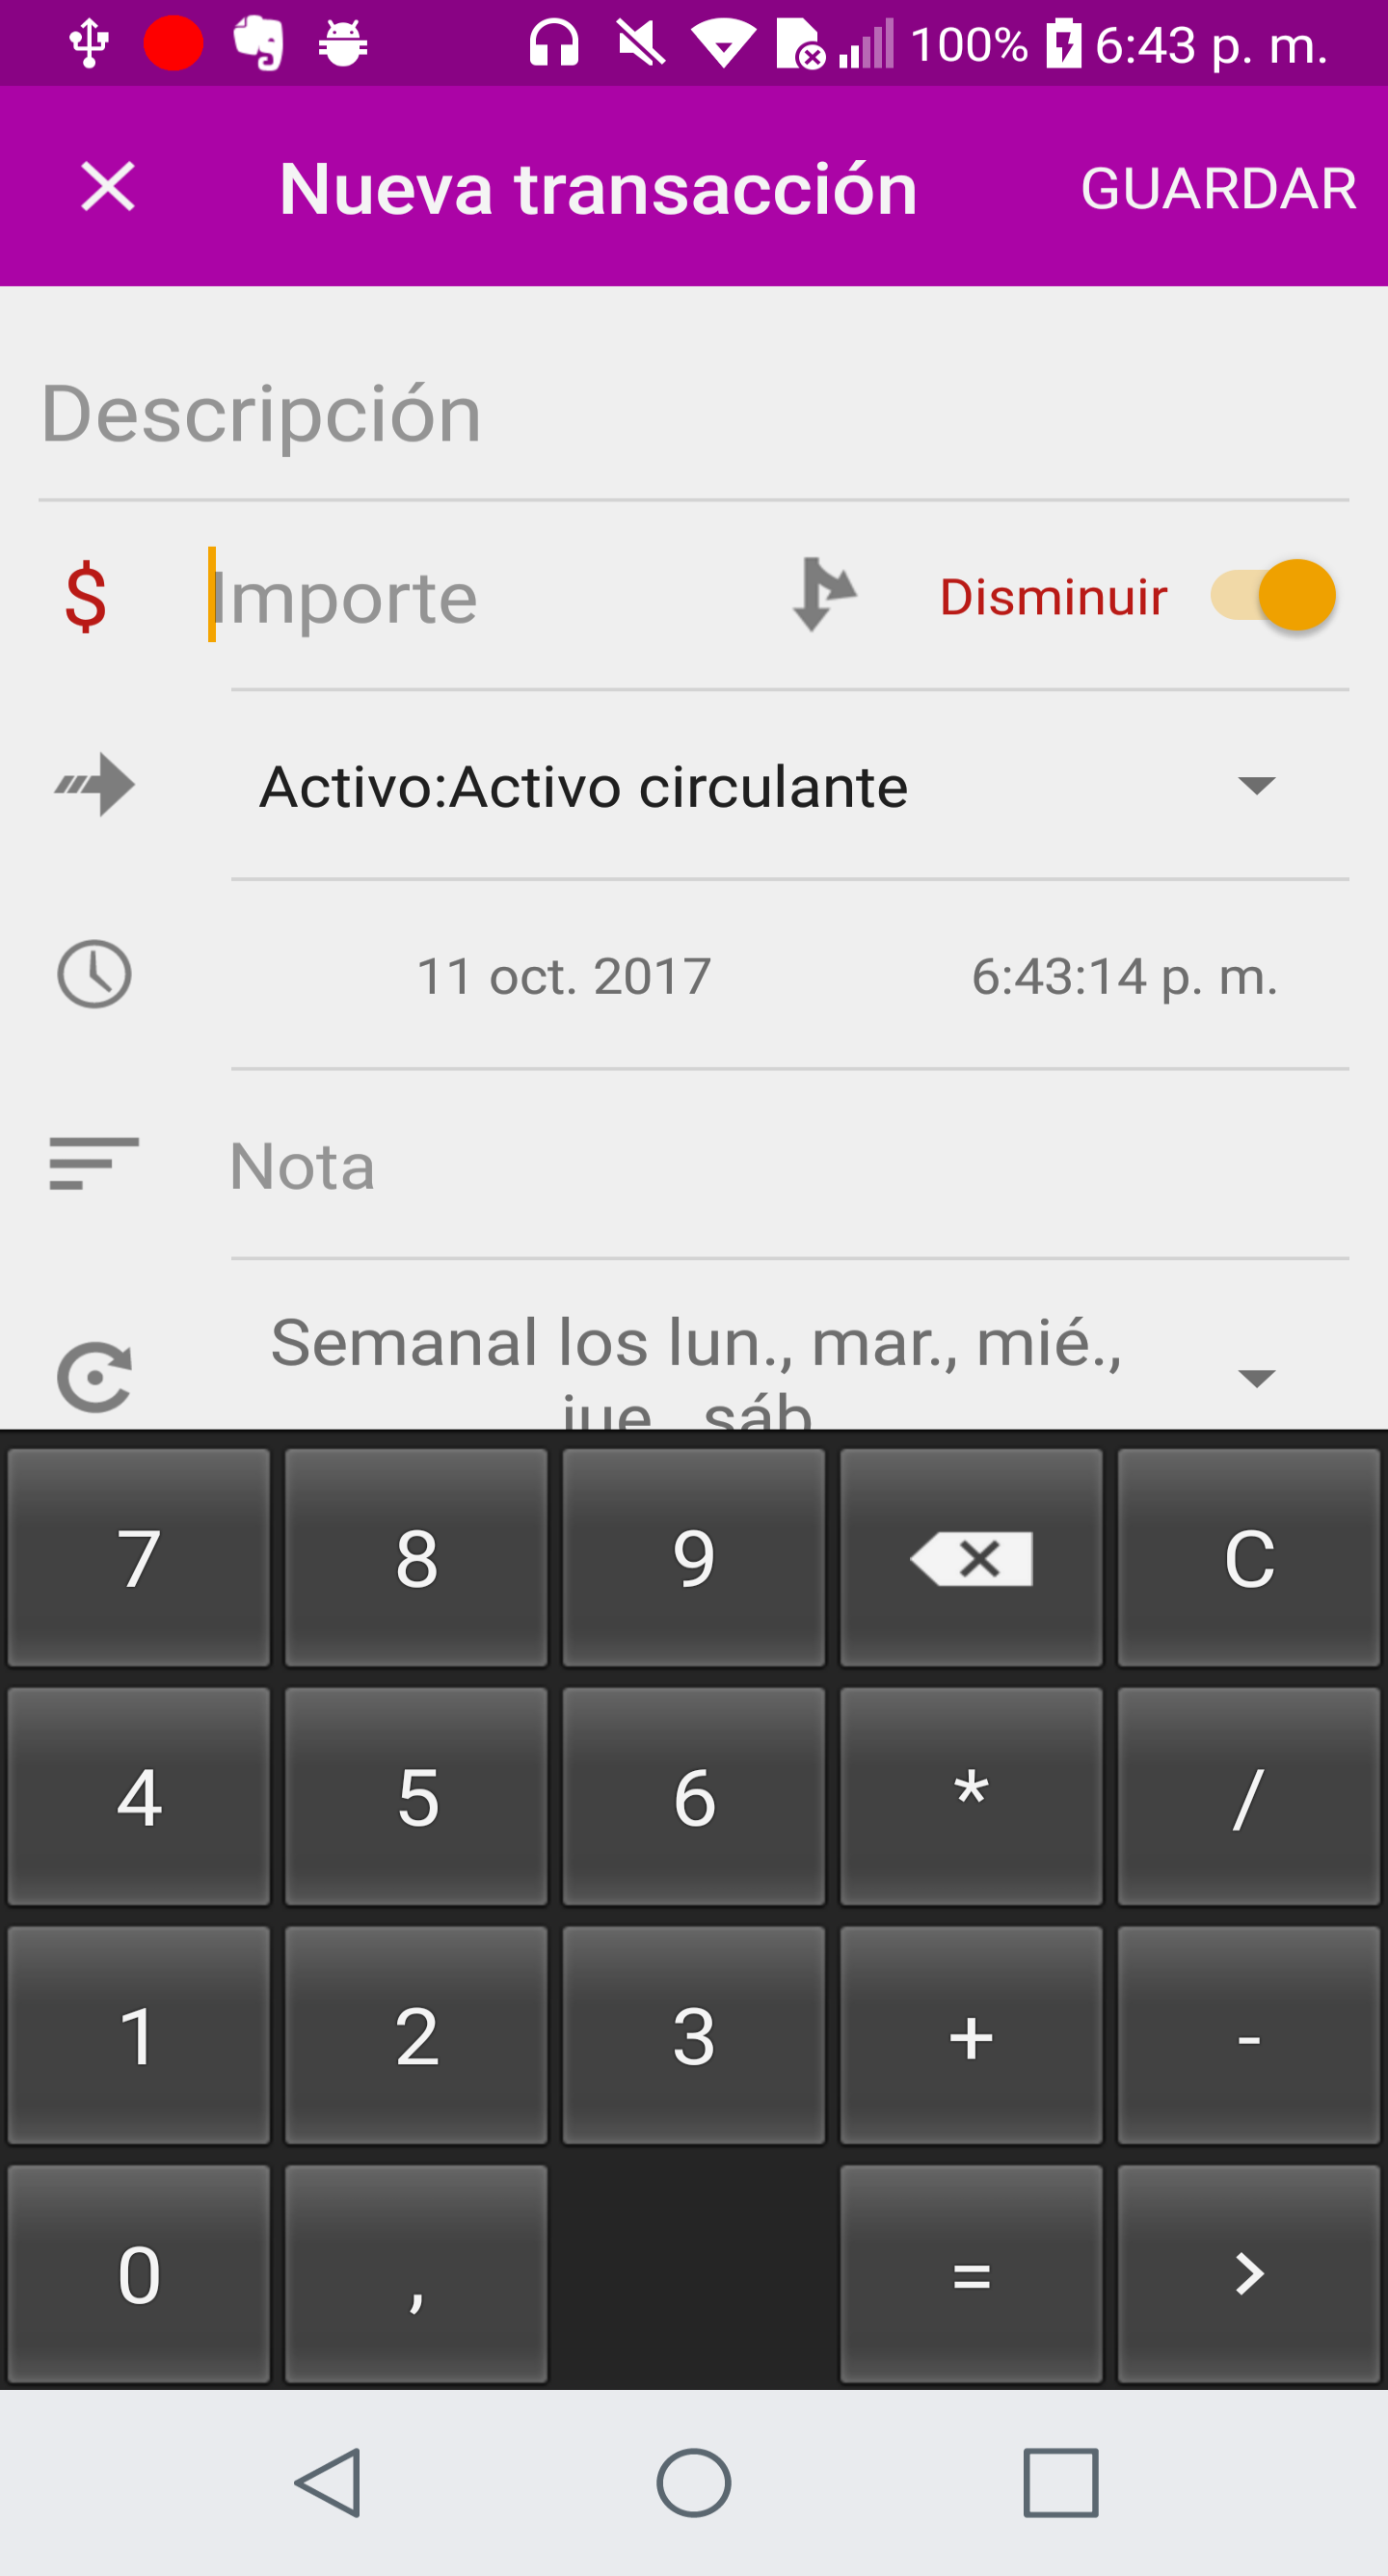 100% 6:43 p. m.
Nueva transacción GUARDAR
Descripción
$ Importe Disminuir
Activo:Activo circulante
11 oct. 2017 6:43:14 p. m.
Nota
Semanal los lun., mar., mié.,
jue., sáb.
7 8 9 C
4 5 6 * /
1 2 3 + -
0 , = >